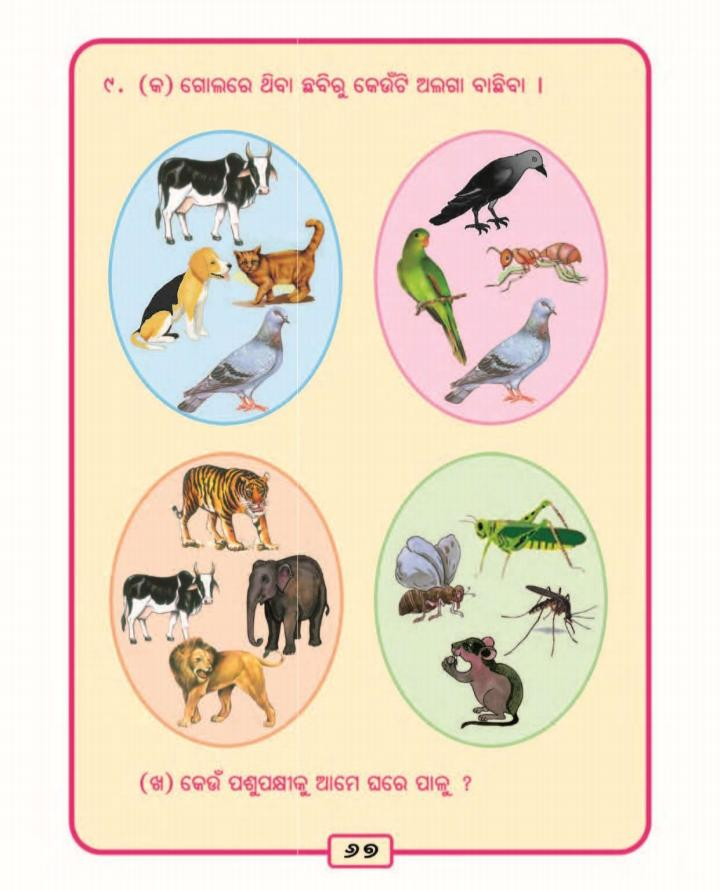 ୯. (କ) ଗୋଲରେ ଥିବା ଛବିରୁ କେଉଁଟି ଅଲଗା ବାଛିବା ।
(ଖ) କେଉଁ ପଶୁପକ୍ଷୀକୁ ଆମେ ଘରେ ପାଳୁ ?
୬୭